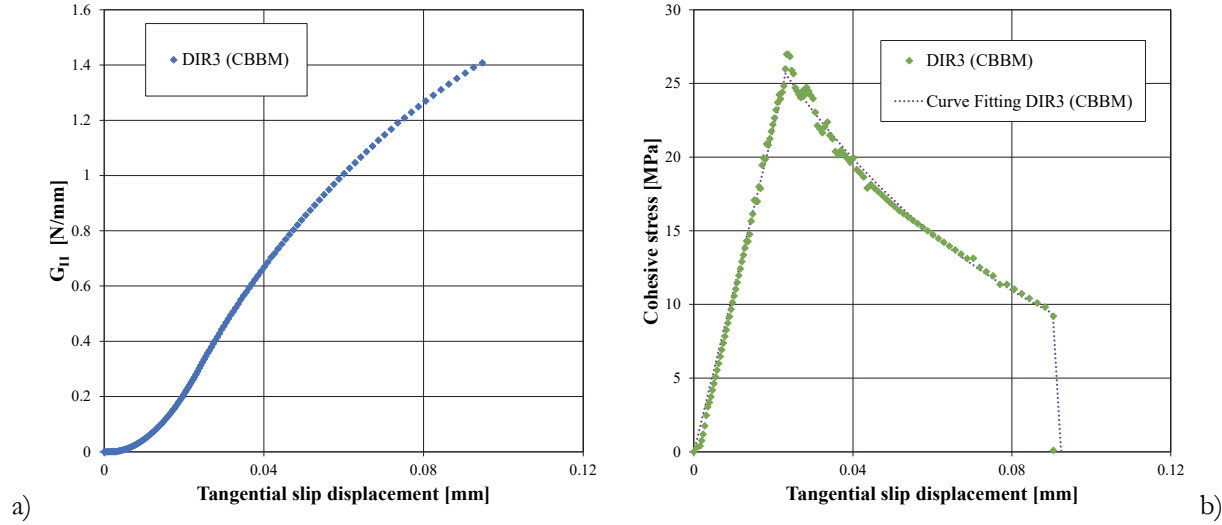 1.6
1.4
1.2
1
0.8
0.6
0.4
0.2
0
G_II [N/mm]
DIR3 (CBBM)
0
0.04
0.08
0.12
Tangential slip displacement [mm]
a)
30
25
20
15
10
5
0
Cohesive stress [MPa]
DIR3 (CBBM)
Curve Fitting DIR3 (CBBM)
0
0.04
0.08
0.12
Tangential slip displacement [mm]
b)